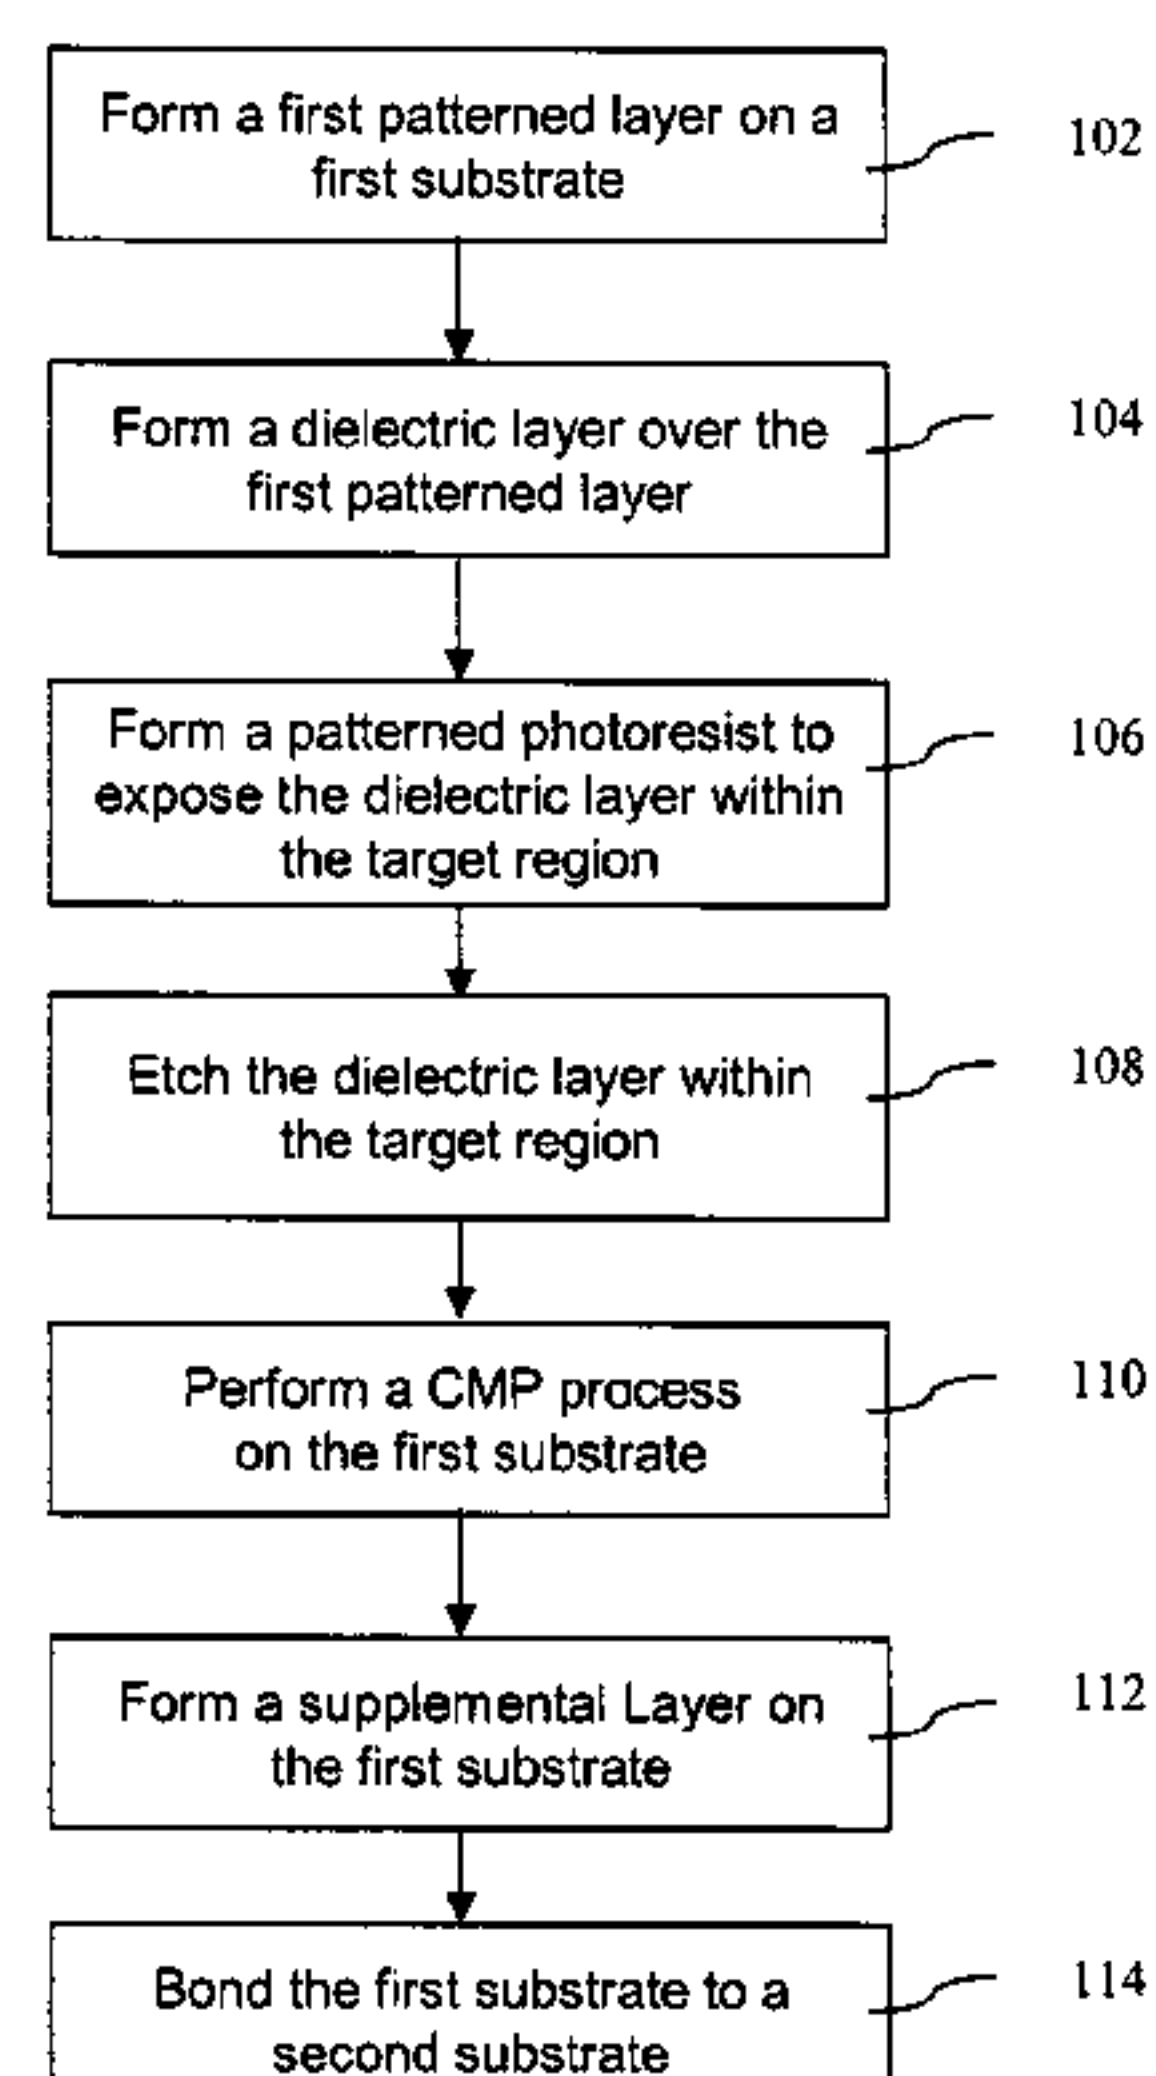 Form a first patterned layer on a
first substrate
102
Form a dielectric layer over the
first patterned layer
104
Form a patterned photoresist to
expose the dielectric layer within
the target region
106
Etch the dielectric layer within
the target region
108
Perform a CMP process
on the first substrate
110
Form a supplemental Layer on
the first substrate
112
Bond the first substrate to a
second substrate
114